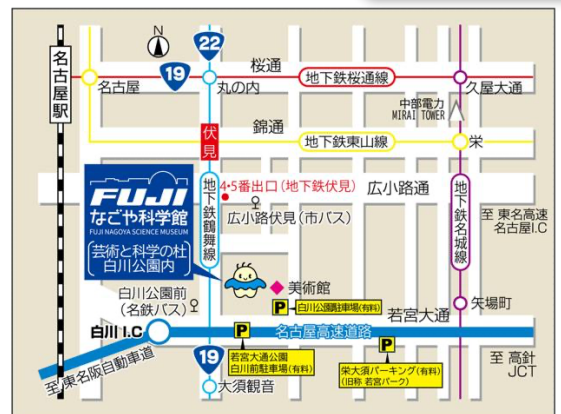 N
22
名古屋駅
19
桜通
名古屋
丸の内
地下鉄桜通線
久屋大通
中部電力
MIRAI TOWER
錦通
伏見
地下鉄東山線
栄
FUJI
なごや科学館
FUJI NAGOYA SCIENCE MUSEUM
芸術と科学の杜
白川公園内
地下鉄鶴舞線
4・5番出口(地下鉄伏見)
広小路通
広小路伏見(市バス)
地下鉄名城線
至 東名高速
名古屋I.C
白川公園前
(名鉄バス)
美術館
P
白川公園駐車場(有料)
若宮大通
矢場町
白川 I.C.
名古屋高速道路
至 東名阪自動車道
P
若宮大通公園
白川前駐車場(有料)
P
栄大須パーキング(有料)
(旧称 若宮パーク)
至 高針
JCT
19
大須観音